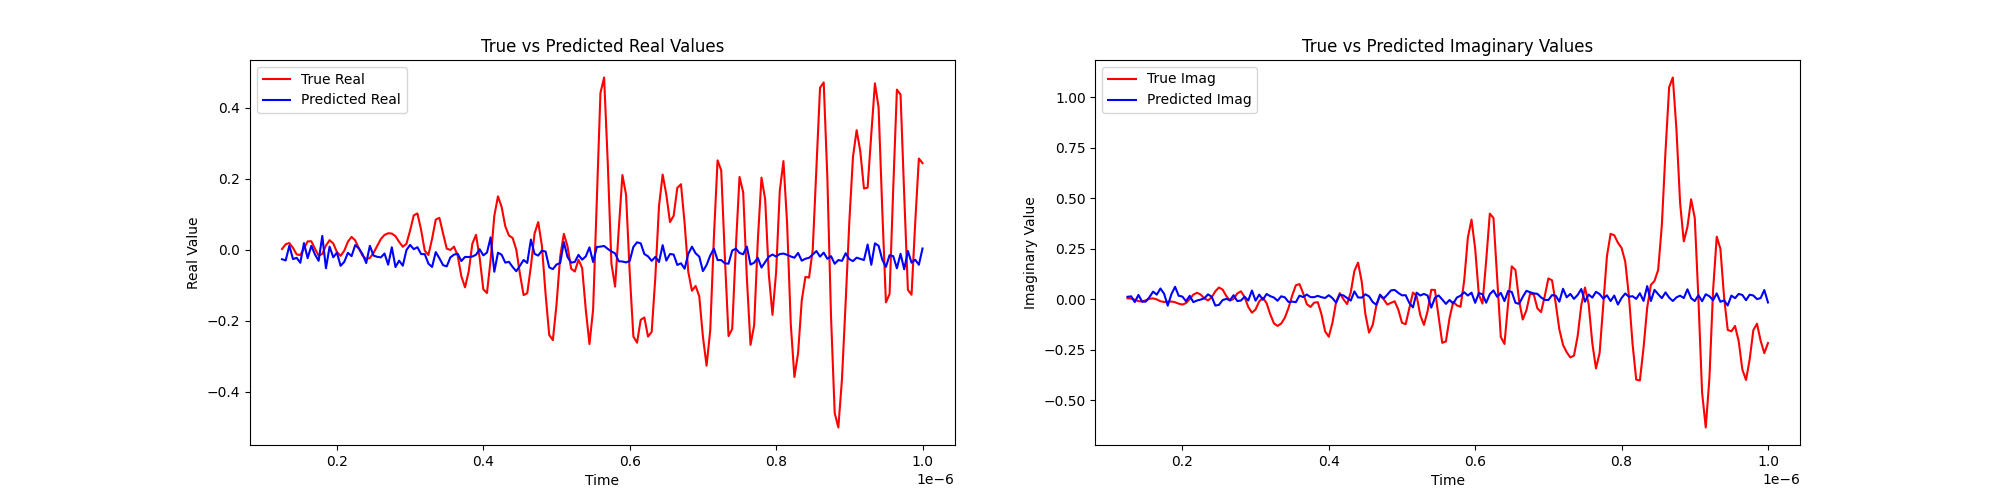 True vs Predicted Real Values
True Real
Predicted Real
Real Value
0.4
0.2
0.0
−0.2
−0.4
0.2
0.4
0.6
0.8
1.0
1e−6
Time
True vs Predicted Imaginary Values
True Imag
Predicted Imag
Imaginary Value
1.00
0.75
0.50
0.25
0.00
−0.25
−0.50
0.2
0.4
0.6
0.8
1.0
1e−6
Time